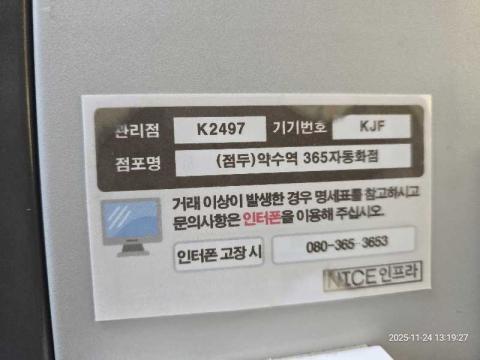 관리점 K2497 기기번호 KJF
점포명 (점두)약수역 365자동화점
거래 이상이 발생한 경우 명세표를 참고하시고
문의사항은 인터폰을 이용해 주십시오.
인터폰 고장 시 080-365-3653
NICE인프라
2025-11-24 13:19:27